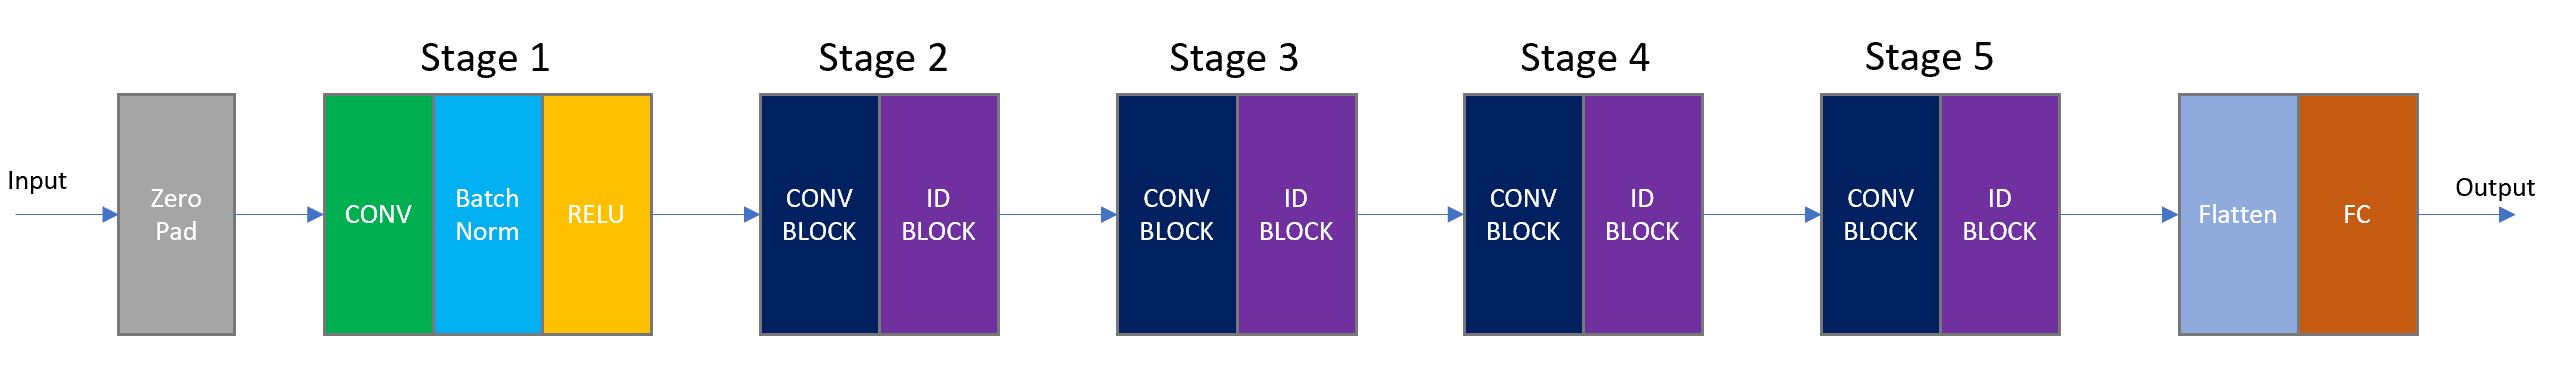 Stage 1
Stage 2
Stage 3
Stage 4
Stage 5
Input
Zero
Pad
CONV
Batch
Norm
RELU
CONV
BLOCK
ID
BLOCK
CONV
BLOCK
ID
BLOCK
CONV
BLOCK
ID
BLOCK
CONV
BLOCK
ID
BLOCK
Flatten
FC
Output